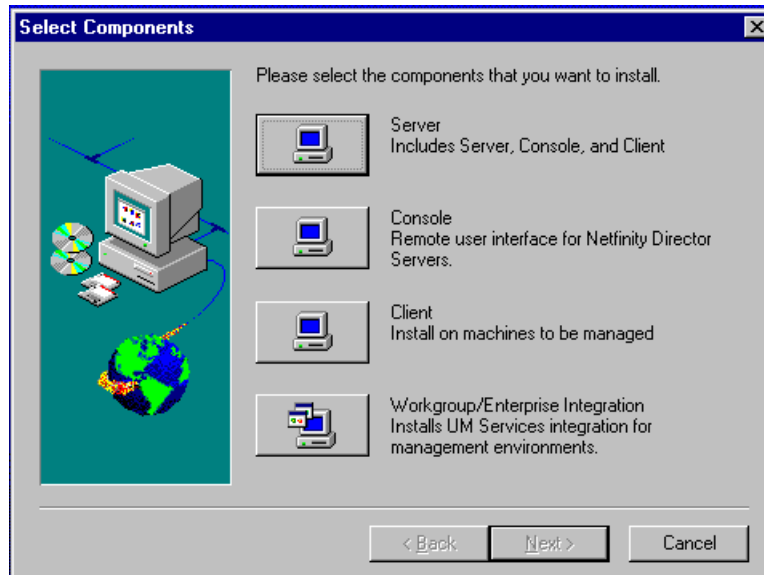 Select Components
Please select the components that you want to install.
Server
Includes Server, Console, and Client
Console
Remote user interface for Netfinity Director
Servers.
Client
Install on machines to be managed
Workgroup/Enterprise Integration
Installs UM Services integration for
management environments.
< Back
Next >
Cancel